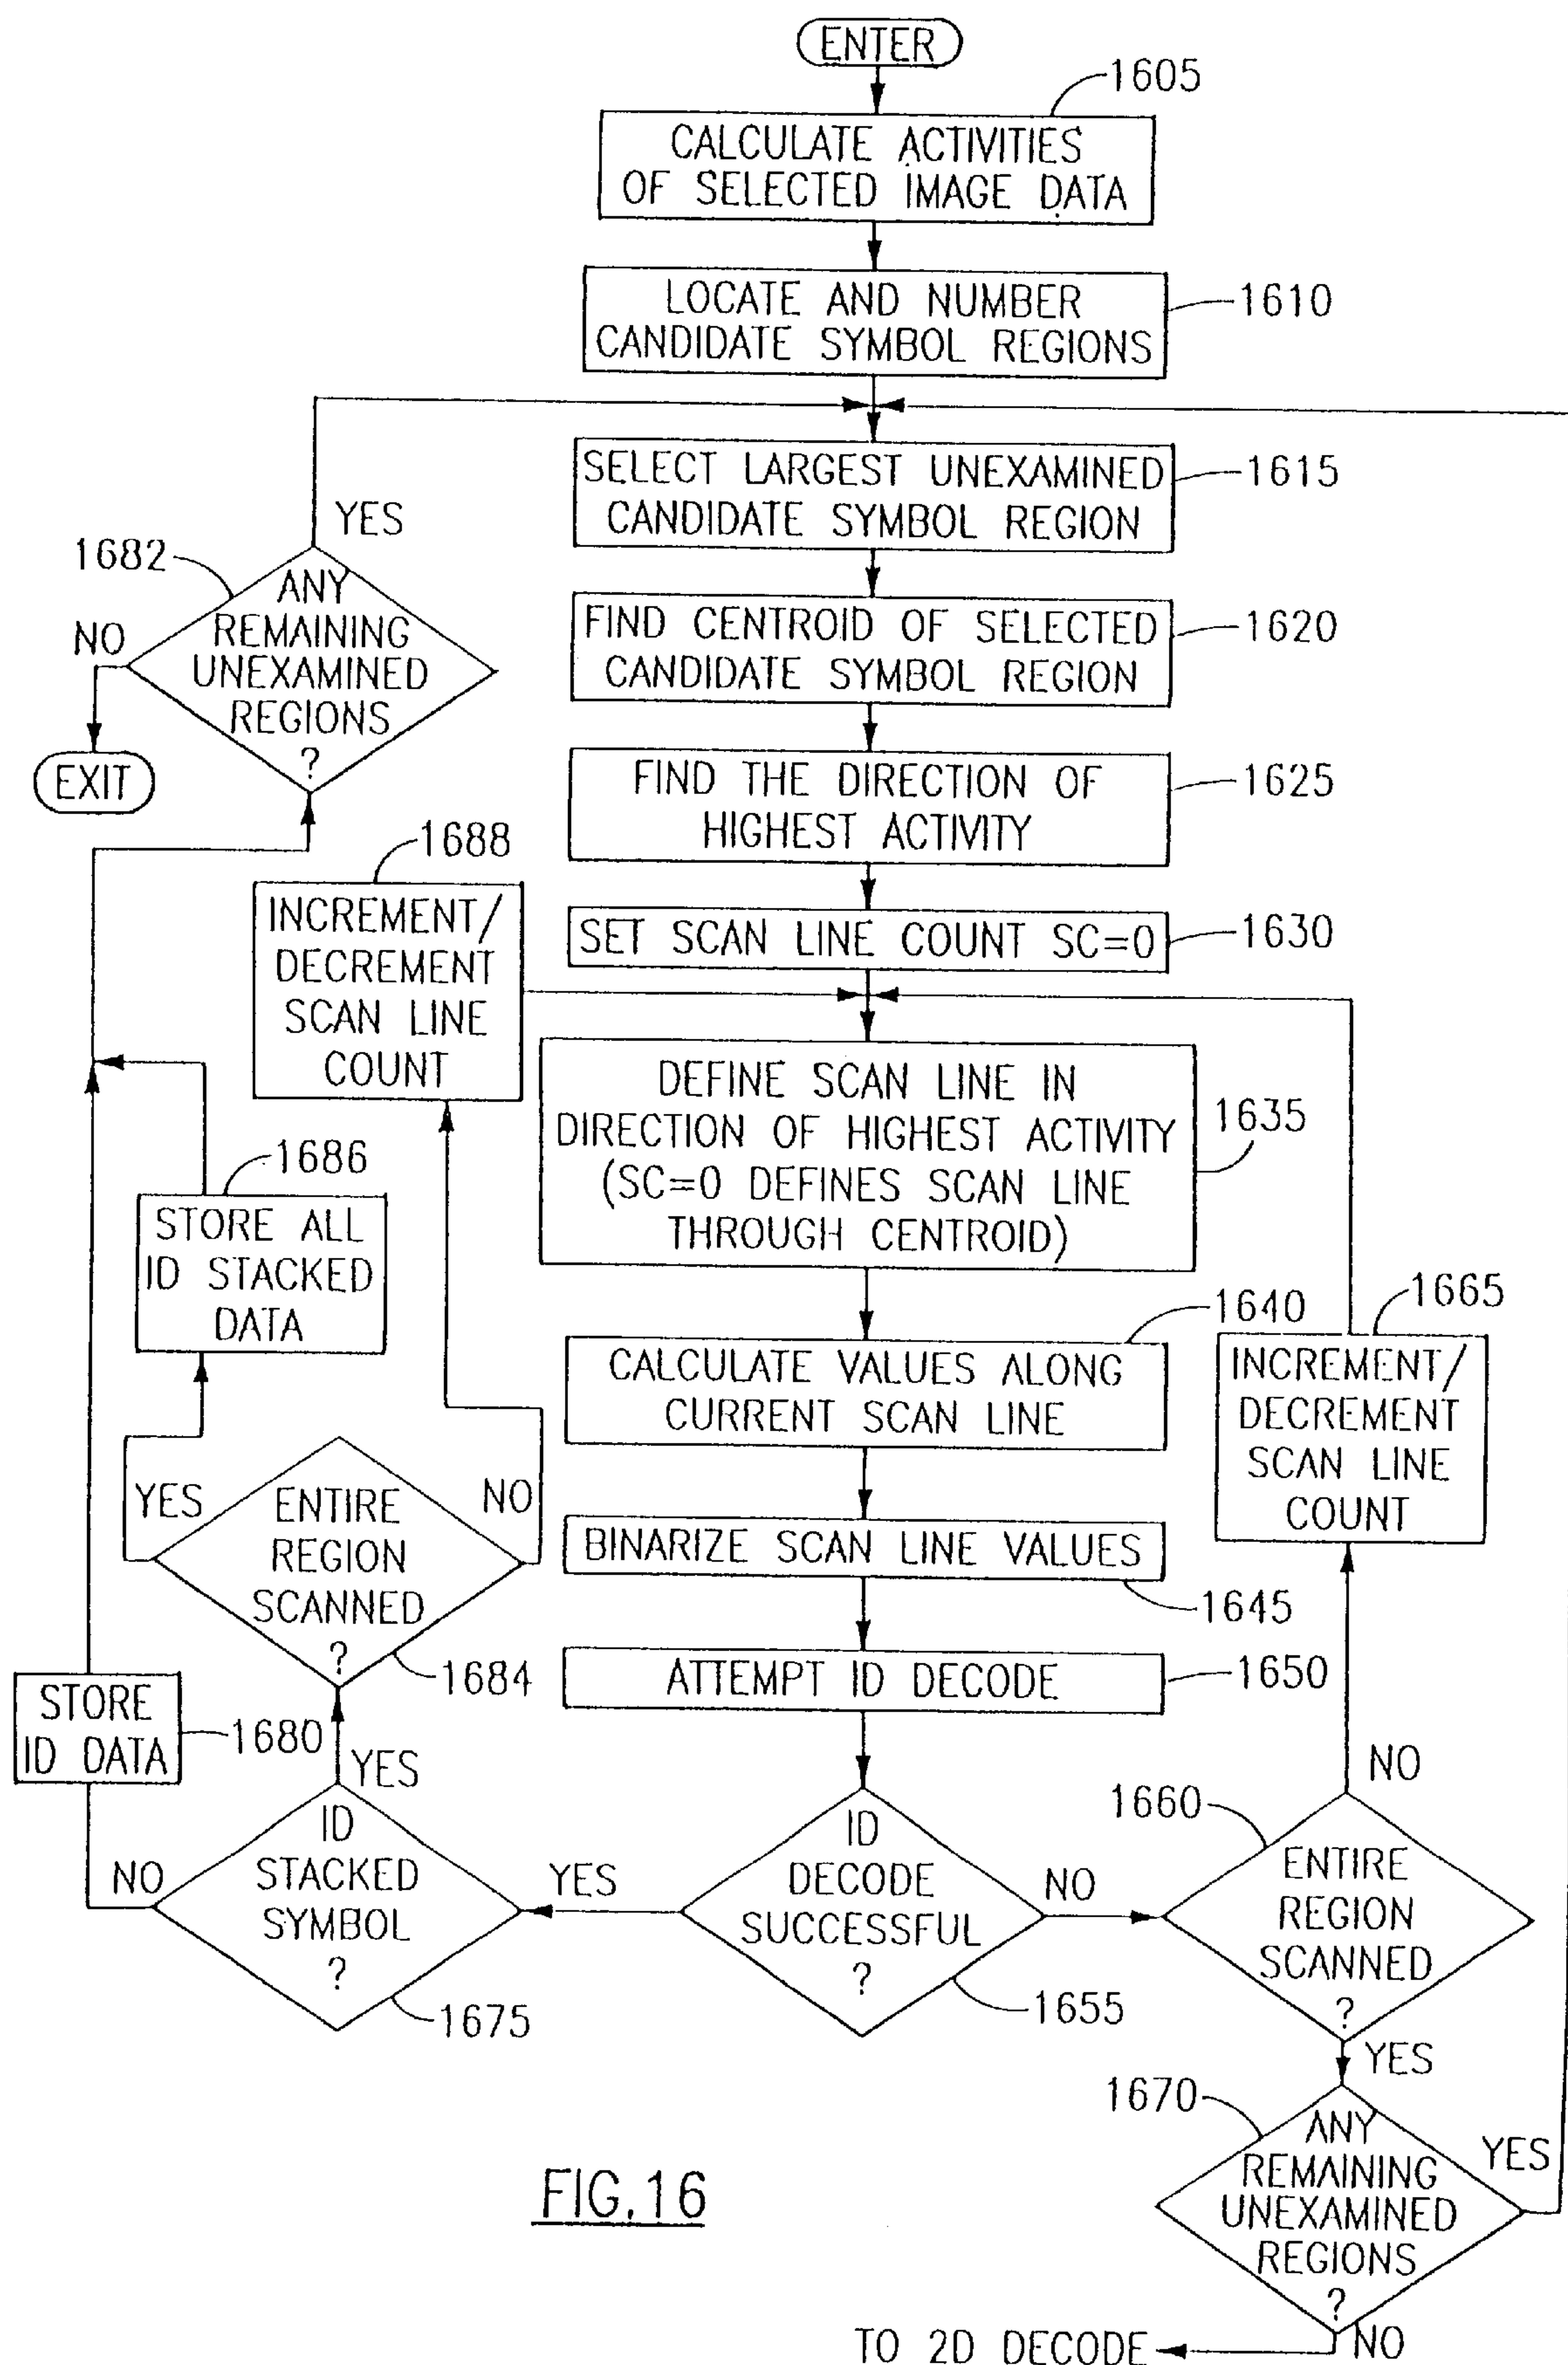 ENTER
1605
CALCULATE ACTIVITIES
OF SELECTED IMAGE DATA
LOCATE AND NUMBER
CANDIDATE SYMBOL REGIONS
1610
SELECT LARGEST UNEXAMINED
CANDIDATE SYMBOL REGION
1615
YES
1682
ANY
REMAINING
UNEXAMINED
REGIONS
?
NO
EXIT
FIND CENTROID OF SELECTED
CANDIDATE SYMBOL REGION
1620
FIND THE DIRECTION OF
HIGHEST ACTIVITY
1625
1688
INCREMENT/
DECREMENT
SCAN LINE
COUNT
SET SCAN LINE COUNT SC=0
1630
DEFINE SCAN LINE IN
DIRECTION OF HIGHEST ACTIVITY
(SC=0 DEFINES SCAN LINE
THROUGH CENTROID)
1635
1686
STORE ALL
ID STACKED
DATA
1640
CALCULATE VALUES ALONG
CURRENT SCAN LINE
1665
INCREMENT/
DECREMENT
SCAN LINE
COUNT
YES
ENTIRE
REGION
SCANNED
?
NO
1684
BINARIZE SCAN LINE VALUES
1645
ATTEMPT ID DECODE
1650
STORE
ID DATA
1680
YES
NO
ID
STACKED
SYMBOL
?
1675
YES
ID
DECODE
SUCCESSFUL
?
1655
NO
1660
NO
ENTIRE
REGION
SCANNED
?
YES
1670
ANY
REMAINING
UNEXAMINED
REGIONS
?
YES
NO
TO 2D DECODE
FIG.16